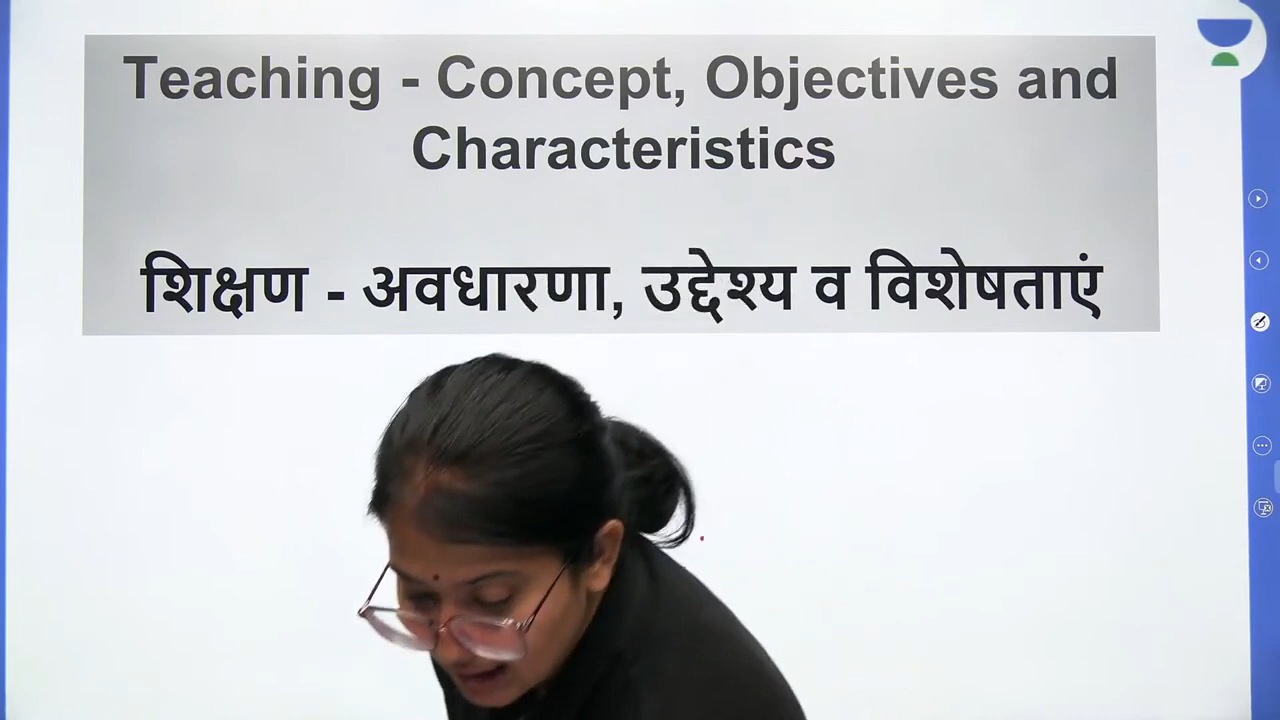 Teaching - Concept, Objectives and
Characteristics
शिक्षण - अवधारणा, उद्देश्य व विशेषताएं